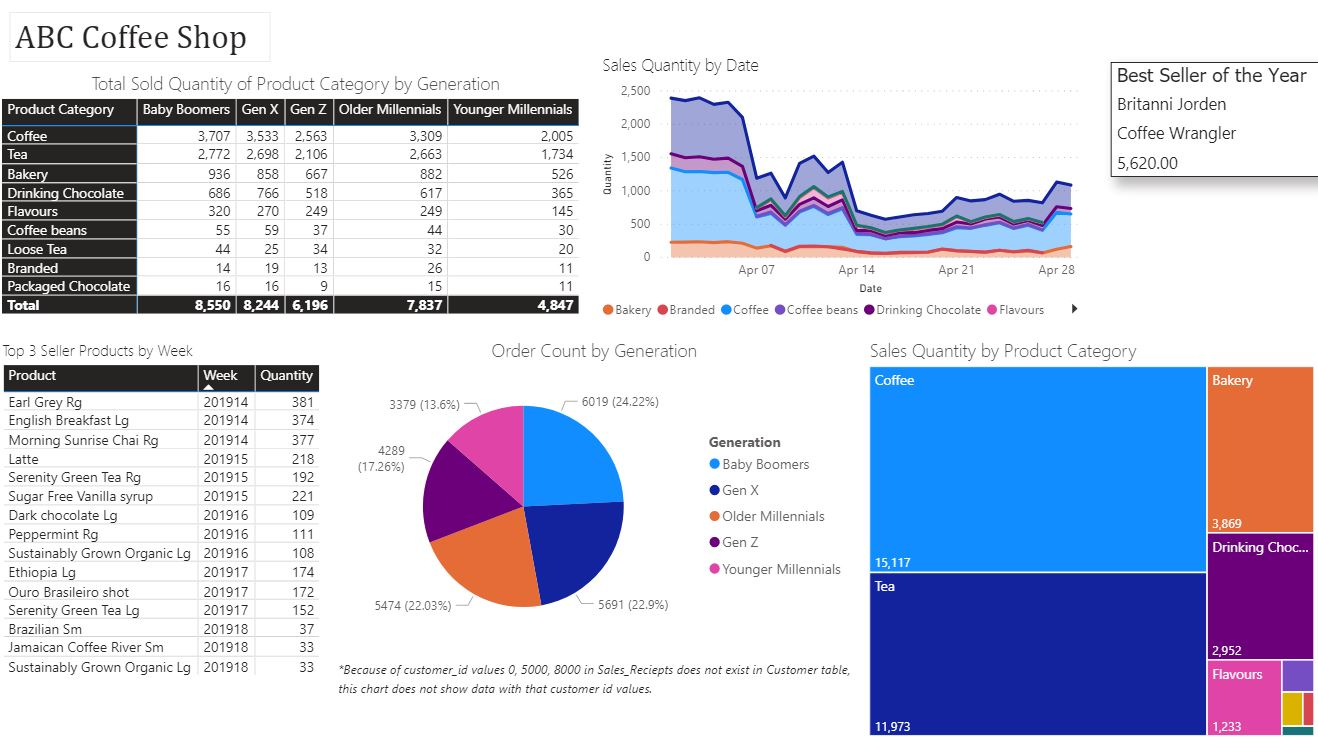 ABC Coffee Shop
Total Sold Quantity of Product Category by Generation
Product Category Baby Boomers Gen X Gen Z Older Millennials Younger Millennials
Coffee 3,707 3,533 2,563 3,309 2,005
Tea 2,772 2,698 2,106 2,663 1,734
Bakery 936 858 667 882 526
Drinking Chocolate 686 766 518 617 365
Flavours 320 270 249 249 145
Coffee beans 55 59 37 44 30
Loose Tea 44 25 34 32 20
Branded 14 19 13 26 11
Packaged Chocolate 16 16 9 15 11
Total 8,550 8,244 6,196 7,837 4,847
Sales Quantity by Date
Quantity
2,500
2,000
1,500
1,000
500
0
Apr 07 Apr 14 Apr 21 Apr 28
Date
Bakery Branded Coffee Coffee beans Drinking Chocolate Flavours
Best Seller of the Year
Britanni Jorden
Coffee Wrangler
5,620.00
Top 3 Seller Products by Week
Product Week Quantity
Earl Grey Rg 201914 381
English Breakfast Lg 201914 374
Morning Sunrise Chai Rg 201914 377
Latte 201915 218
Serenity Green Tea Rg 201915 192
Sugar Free Vanilla syrup 201915 221
Dark chocolate Lg 201916 109
Peppermint Rg 201916 111
Sustainably Grown Organic Lg 201916 108
Ethiopia Lg 201917 174
Ouro Brasileiro shot 201917 172
Serenity Green Tea Lg 201917 152
Brazilian Sm 201918 37
Jamaican Coffee River Sm 201918 33
Sustainably Grown Organic Lg 201918 33
Order Count by Generation
3379 (13.6%)
6019 (24.22%)
4289
(17.26%)
5474 (22.03%)
5691 (22.9%)
Generation
Baby Boomers
Gen X
Older Millennials
Gen Z
Younger Millennials
*Because of customer_id values 0, 5000, 8000 in Sales_Reciepts does not exist in Customer table,
this chart does not show data with that customer id values.
Sales Quantity by Product Category
Coffee
15,117
Tea
11,973
Bakery
3,869
Drinking Choc...
2,952
Flavours
1,233